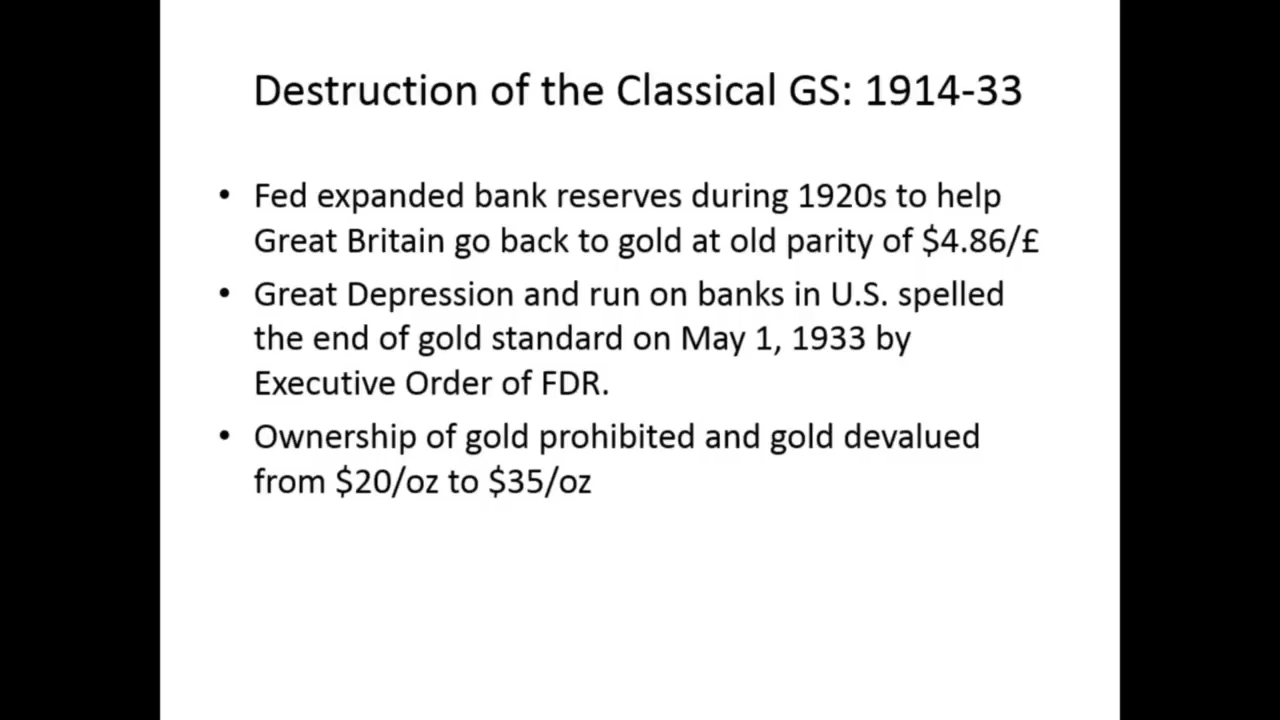 Destruction of the Classical GS: 1914-33
• Fed expanded bank reserves during 1920s to help
Great Britain go back to gold at old parity of $4.86/£
• Great Depression and run on banks in U.S. spelled
the end of gold standard on May 1, 1933 by
Executive Order of FDR.
• Ownership of gold prohibited and gold devalued
from $20/oz to $35/oz